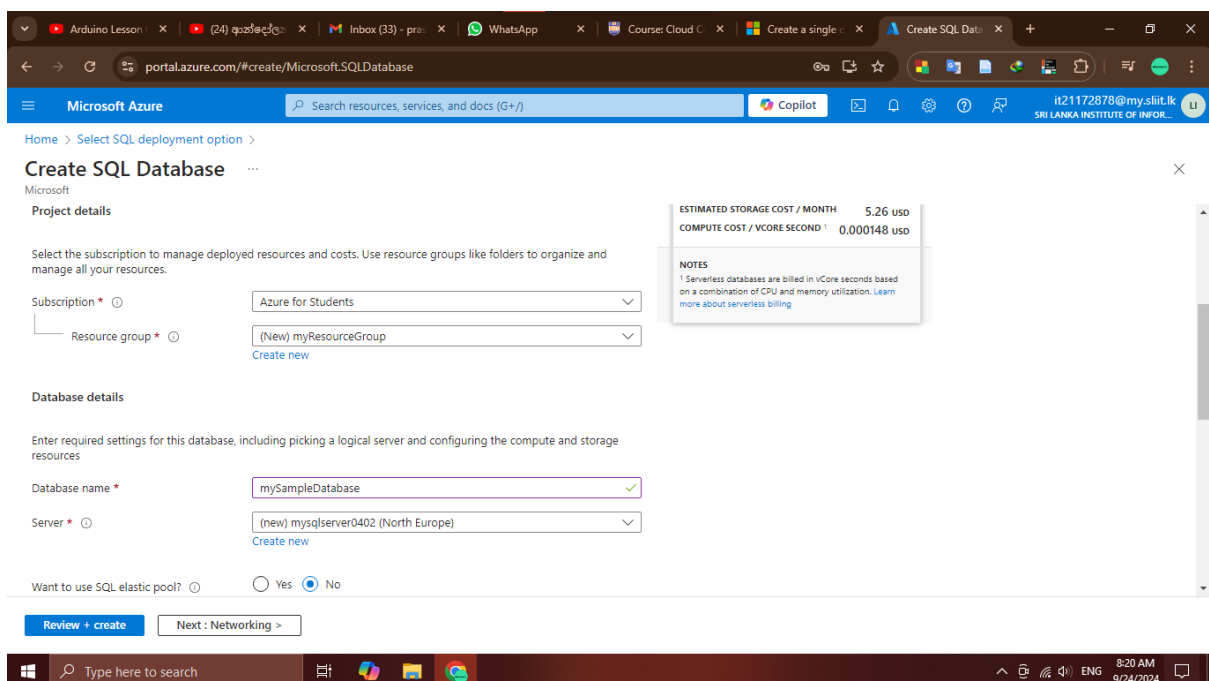 Arduino Lesson
(24)
Inbox (33) - pras
WhatsApp
Course: Cloud C
Create a single d
Create SQL Data
portal.azure.com/#create/Microsoft.SQLDatabase
Microsoft Azure
Search resources, services, and docs (G+/)
Copilot
it21172878@my.sliit.lk
SRI LANKA INSTITUTE OF INFOR...
LI
Home > Select SQL deployment option >
Create SQL Database ...
Microsoft
Project details
Select the subscription to manage deployed resources and costs. Use resource groups like folders to organize and
manage all your resources.
Subscription *
Azure for Students
Resource group *
(New) myResourceGroup
Create new
Database details
Enter required settings for this database, including picking a logical server and configuring the compute and storage
resources
Database name *
mySampleDatabase
Server *
(new) mysqlserver0402 (North Europe)
Create new
Want to use SQL elastic pool?
Yes No
ESTIMATED STORAGE COST / MONTH 5.26 USD
COMPUTE COST / VCORE SECOND 1 0.000148 USD
NOTES
1 Serverless databases are billed in vCore seconds based
on a combination of CPU and memory utilization. Learn
more about serverless billing
Review + create
Next : Networking >
Type here to search
ENG
8:20 AM
9/24/2024